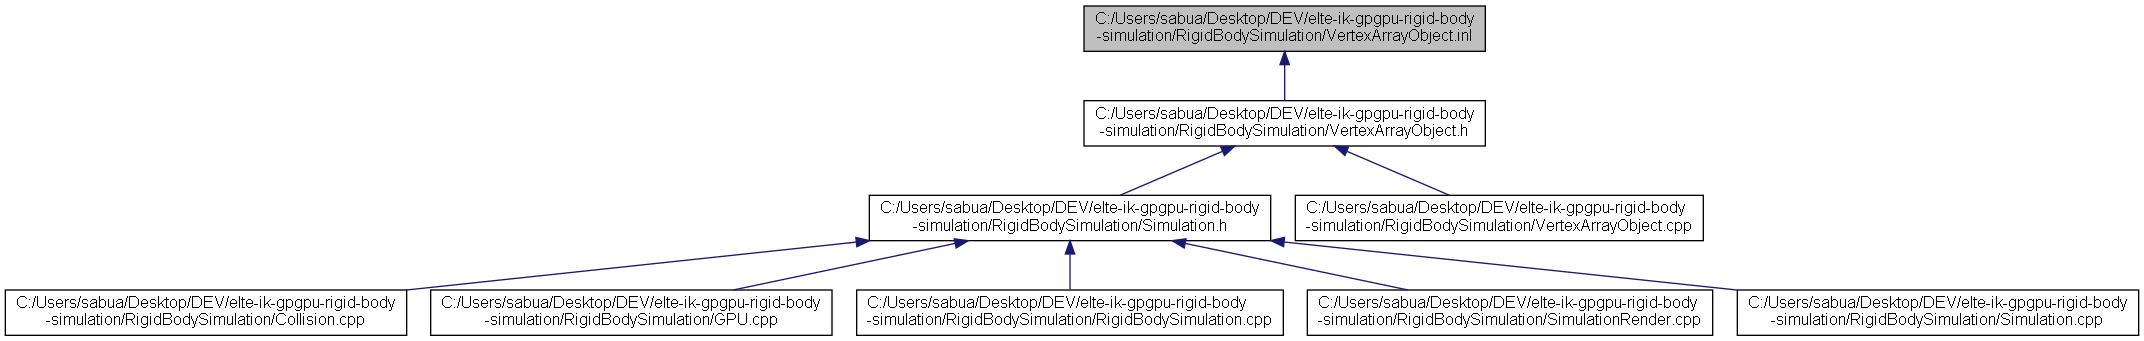 C:/Users/sabua/Desktop/DEV/elte-ik-gpgpu-rigid-body
-simulation/RigidBodySimulation/VertexArrayObject.inl
C:/Users/sabua/Desktop/DEV/elte-ik-gpgpu-rigid-body
-simulation/RigidBodySimulation/VertexArrayObject.h
C:/Users/sabua/Desktop/DEV/elte-ik-gpgpu-rigid-body
-simulation/RigidBodySimulation/Simulation.h
C:/Users/sabua/Desktop/DEV/elte-ik-gpgpu-rigid-body
-simulation/RigidBodySimulation/VertexArrayObject.cpp
C:/Users/sabua/Desktop/DEV/elte-ik-gpgpu-rigid-body
-simulation/RigidBodySimulation/Collision.cpp
C:/Users/sabua/Desktop/DEV/elte-ik-gpgpu-rigid-body
-simulation/RigidBodySimulation/GPU.cpp
C:/Users/sabua/Desktop/DEV/elte-ik-gpgpu-rigid-body
-simulation/RigidBodySimulation/RigidBodySimulation.cpp
C:/Users/sabua/Desktop/DEV/elte-ik-gpgpu-rigid-body
-simulation/RigidBodySimulation/SimulationRender.cpp
C:/Users/sabua/Desktop/DEV/elte-ik-gpgpu-rigid-body
-simulation/RigidBodySimulation/Simulation.cpp